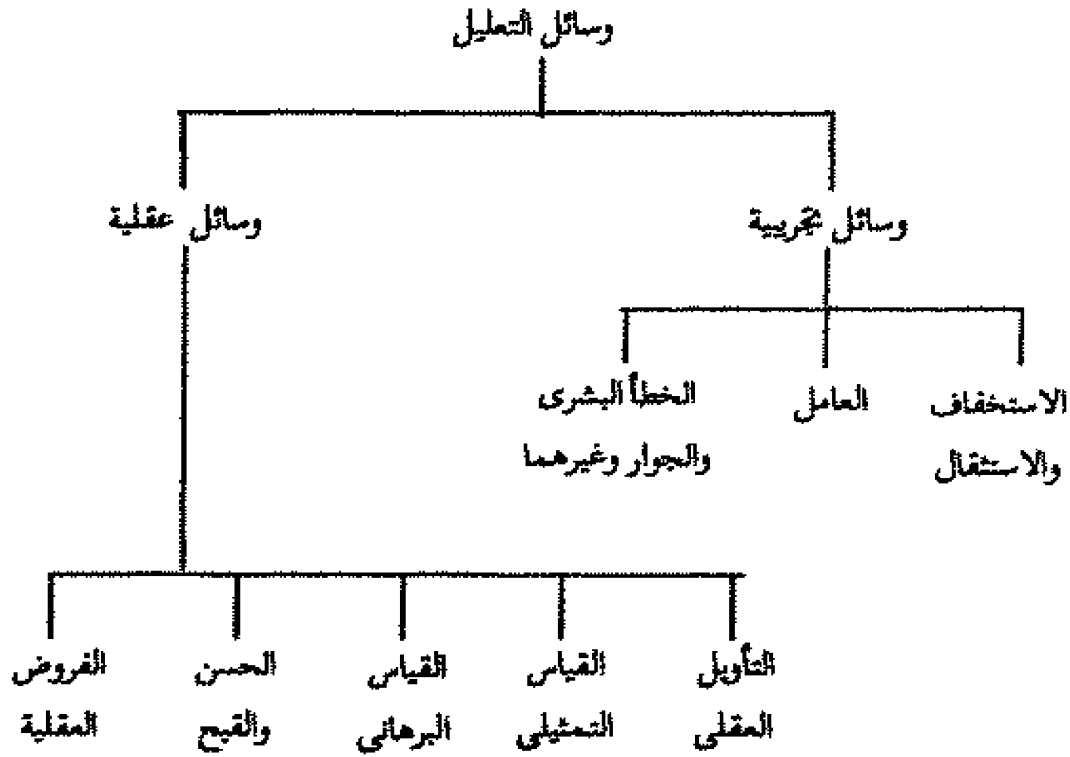 وسائل التعليل
وسائل تجريبية
وسائل عقلية
الاستخفاف
والاستثقال
العامل
الخطأ البشرى
والجوار وغيرهما
التأويل
العقلى
القياس
التمثيلى
القياس
البرهانى
الحسن
والقبح
الفروض
العقلية